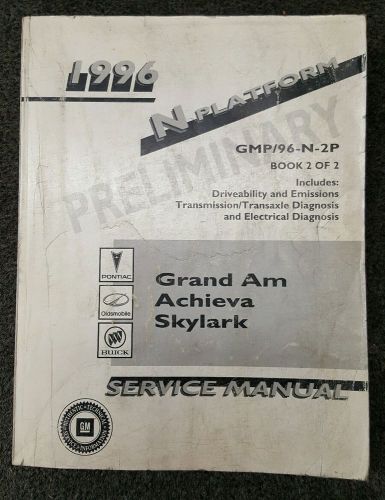 1996
N PLATFORM
PRELIMINARY
GMP/96-N-2P
BOOK 2 OF 2
Includes:
Driveability and Emissions
Transmission/Transaxle Diagnosis
and Electrical Diagnosis
PONTIAC
Oldsmobile
BUICK
Grand Am
Achieva
Skylark
SERVICE MANUAL
GM